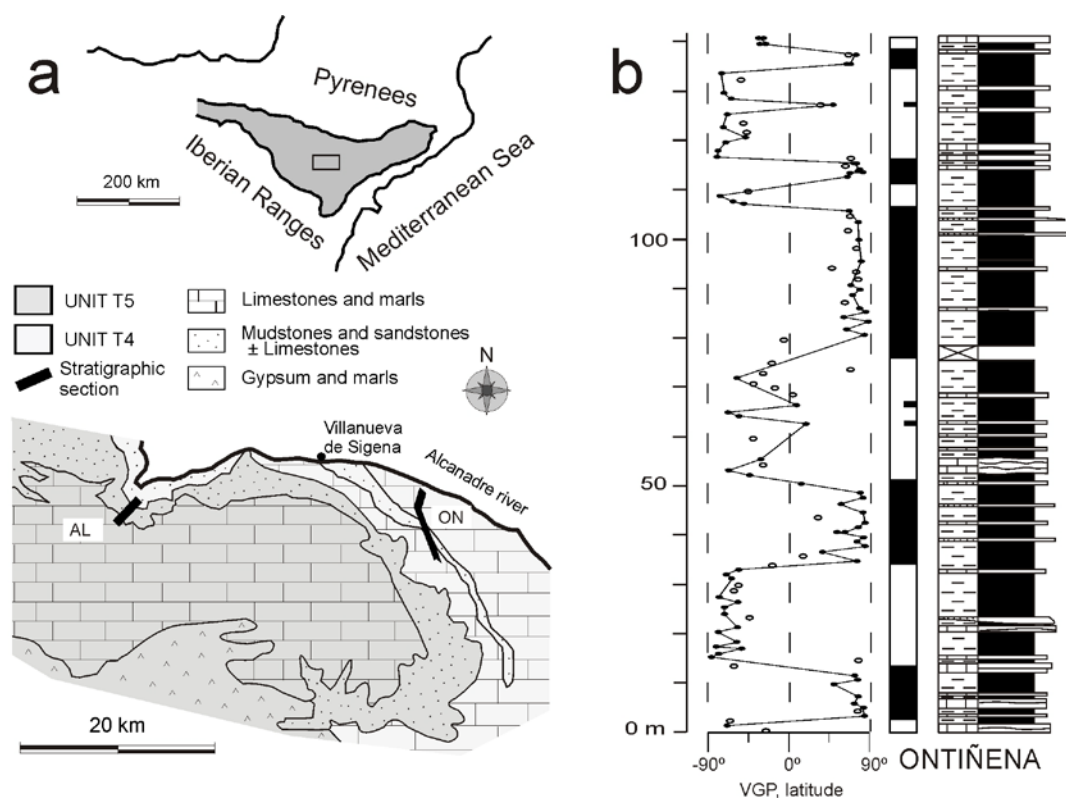 a
Pyrenees
Iberian Ranges
Mediterranean Sea
200 km
UNIT T5
UNIT T4
Stratigraphic
section
Limestones and marls
Mudstones and sandstones
± Limestones
Gypsum and marls
N
Villanueva
de Sigena
Alcanadre river
AL
ON
20 km
b
100
50
0 m
-90º
0º
90º
VGP, latitude
ONTIÑENA